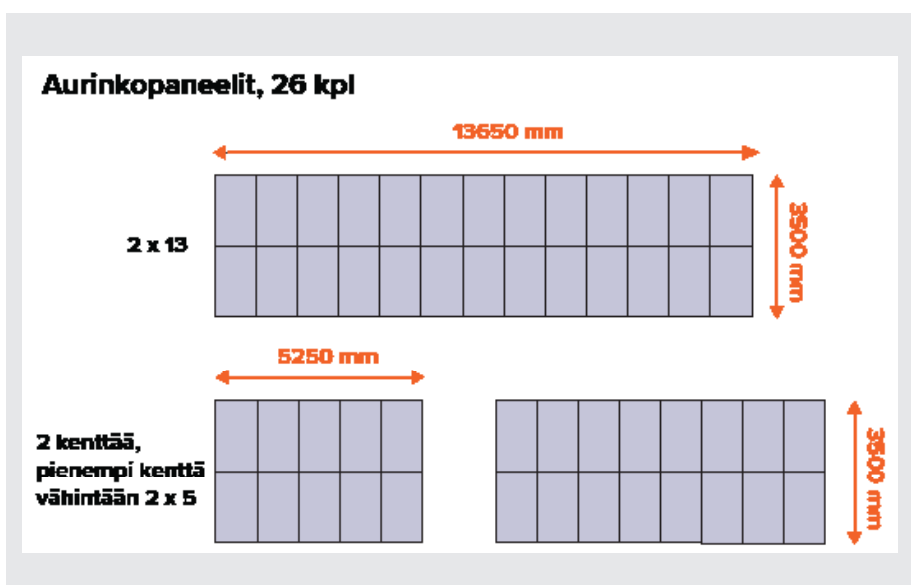 Aurinkopaneelit, 26 kpl
13650 mm
2 x 13
3500 mm
5250 mm
2 kenttää,
pienempi kenttä
vähintään 2 x 5
3500 mm